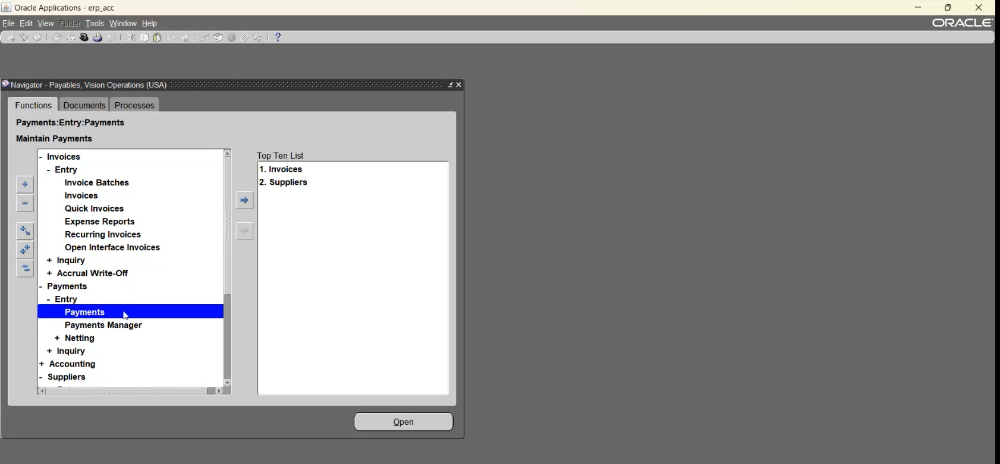 Oracle Applications - erp_acc
File Edit View Folder Tools Window Help
ORACLE
Navigator - Payables, Vision Operations (USA)
Functions Documents Processes
Payments:Entry:Payments
Maintain Payments
- Invoices
- Entry
Invoice Batches
Invoices
Quick Invoices
Expense Reports
Recurring Invoices
Open Interface Invoices
+ Inquiry
+ Accrual Write-Off
- Payments
- Entry
Payments
Payments Manager
+ Netting
+ Inquiry
+ Accounting
- Suppliers
Top Ten List
1. Invoices
2. Suppliers
Open